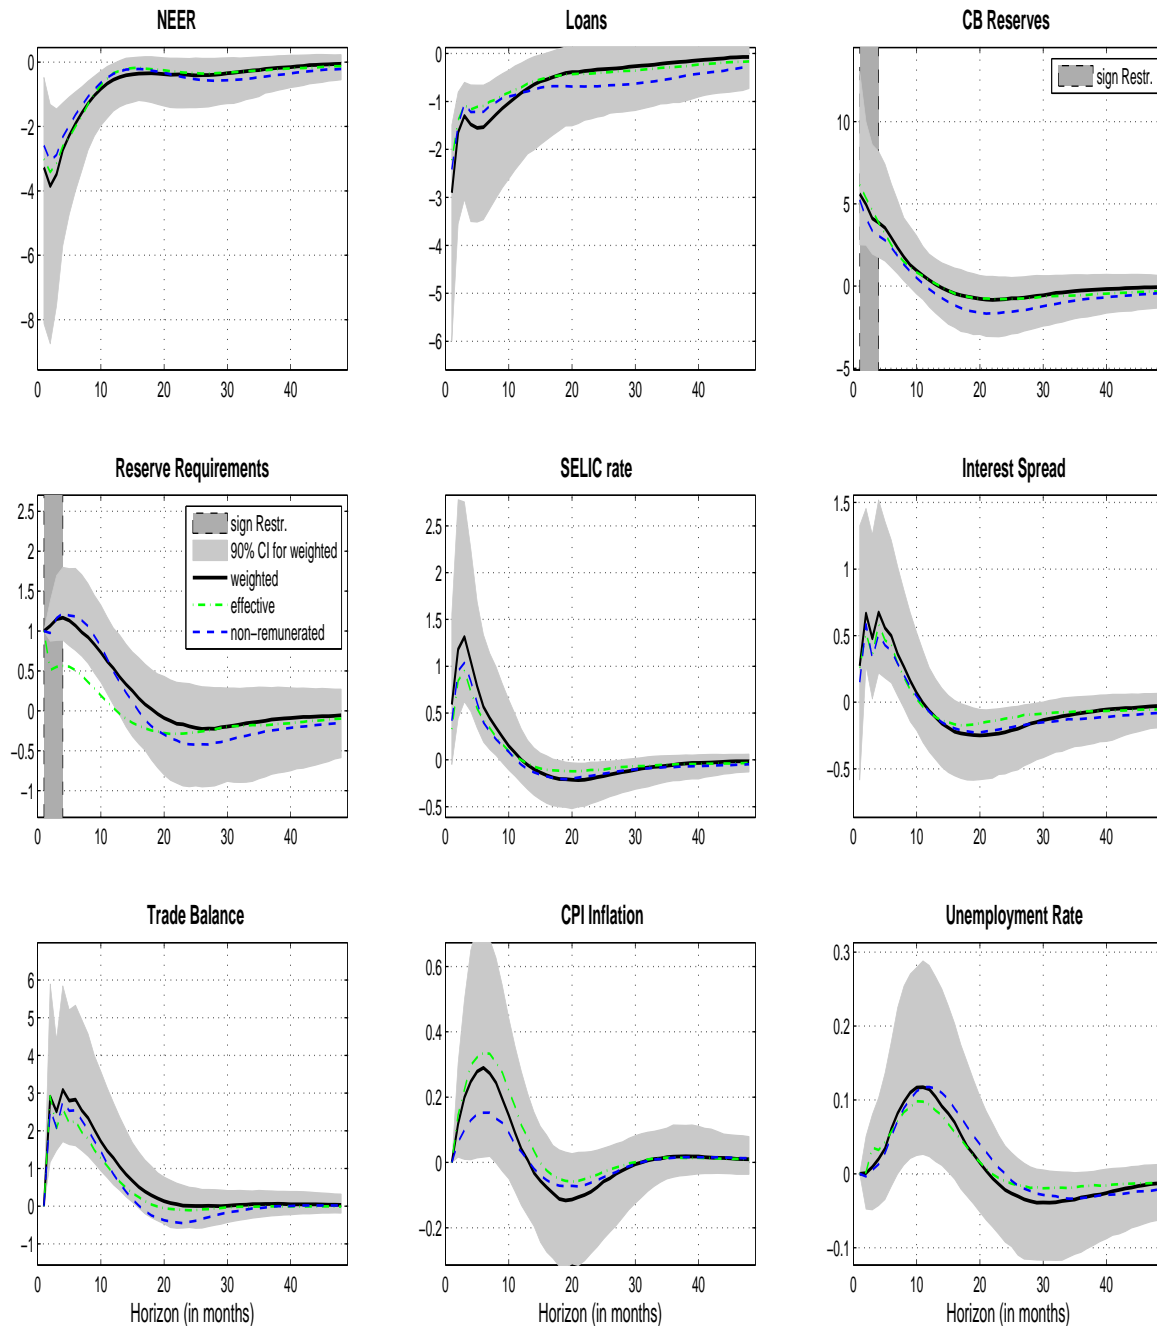 NEER
Loans
CB Reserves
0
−2
−4
−6
−8
0 10 20 30 40
0
−1
−2
−3
−4
−5
−6
0 10 20 30 40
sign Restr.
10
5
0
−5
0 10 20 30 40
Reserve Requirements
SELIC rate
Interest Spread
2.5
2
1.5
1
0.5
0
−0.5
−1
sign Restr.
90% CI for weighted
weighted
effective
non−remunerated
0 10 20 30 40
2.5
2
1.5
1
0.5
0
−0.5
0 10 20 30 40
1.5
1
0.5
0
−0.5
0 10 20 30 40
Trade Balance
CPI Inflation
Unemployment Rate
6
5
4
3
2
1
0
−1
0 10 20 30 40
Horizon (in months)
0.6
0.4
0.2
0
−0.2
0 10 20 30 40
Horizon (in months)
0.3
0.2
0.1
0
−0.1
0 10 20 30 40
Horizon (in months)